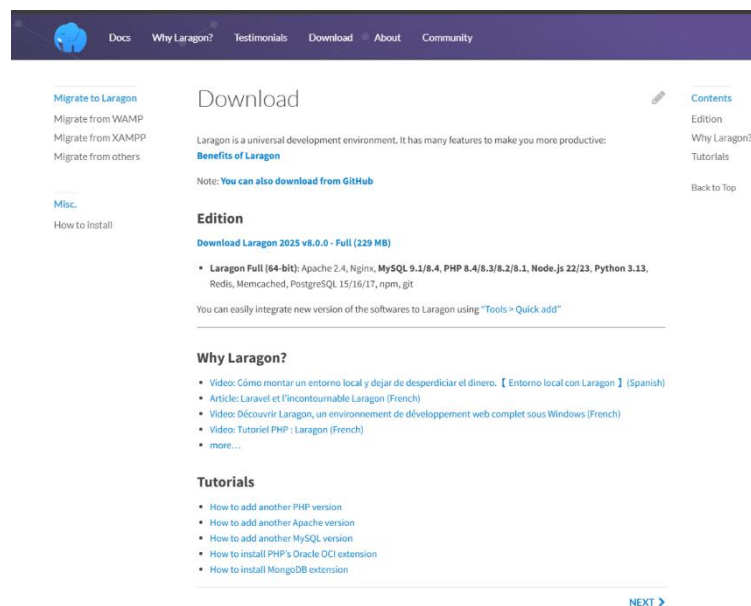 Docs Why Laragon? Testimonials Download About Community
Migrate to Laragon
Migrate from WAMP
Migrate from XAMPP
Migrate from others
Misc.
How to install
Download
Laragon is a universal development environment. It has many features to make you more productive:
Benefits of Laragon
Note: You can also download from GitHub
Edition
Download Laragon 2025 v8.0.0 - Full (229 MB)
• Laragon Full (64-bit): Apache 2.4, Nginx, MySQL 9.1/8.4, PHP 8.4/8.3/8.2/8.1, Node.js 22/23, Python 3.13,
Redis, Memcached, PostgreSQL 15/16/17, npm, git
You can easily integrate new version of the softwares to Laragon using "Tools > Quick add"
Why Laragon?
• Video: Cómo montar un entorno local y dejar de desperdiciar el dinero.【 Entorno local con Laragon 】 (Spanish)
• Article: Laravel et l'incontournable Laragon (French)
• Video: Découvrir Laragon, un environnement de développement web complet sous Windows (French)
• Video: Tutoriel PHP : Laragon (French)
• more...
Tutorials
• How to add another PHP version
• How to add another Apache version
• How to add another MySQL version
• How to install PHP's Oracle OCI extension
• How to install MongoDB extension
NEXT
Contents
Edition
Why Laragon?
Tutorials
Back to Top